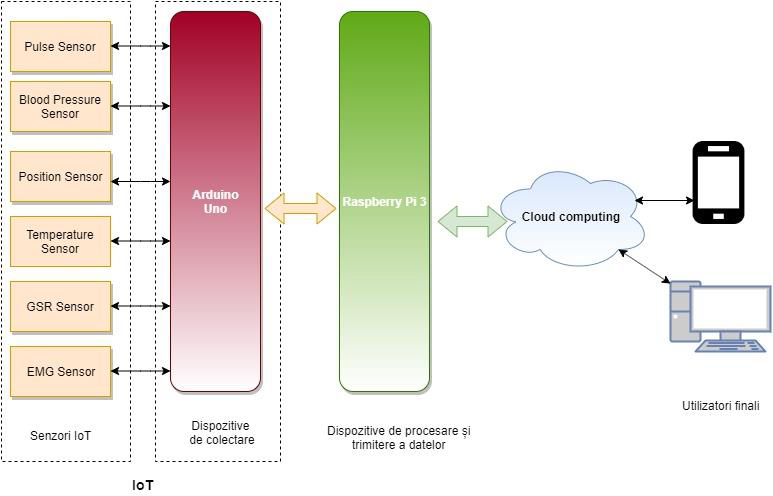 Pulse Sensor
Blood Pressure
Sensor
Position Sensor
Temperature
Sensor
GSR Sensor
EMG Sensor
Senzori IoT
Arduino
Uno
Dispozitive
de colectare
IoT
Raspberry Pi 3
Dispozitive de procesare și
trimitere a datelor
Cloud computing
Utilizatori finali